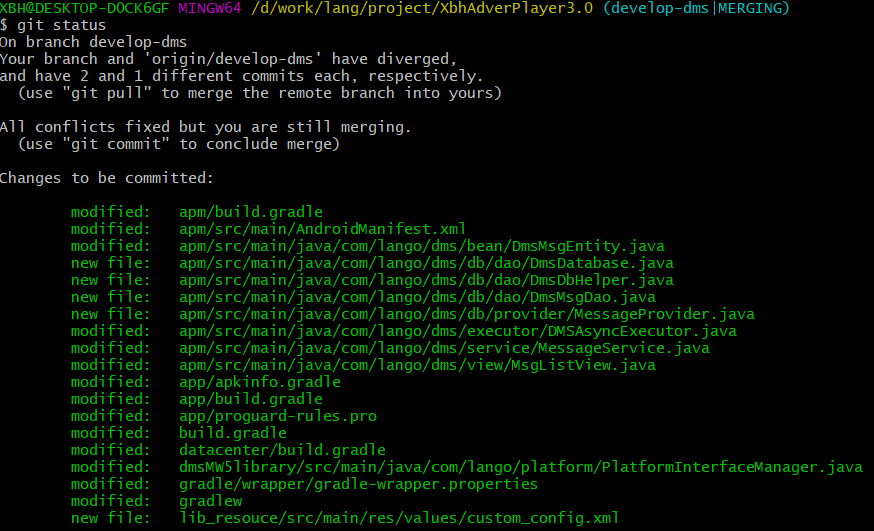 XBH@DESKTOP-DOCK6GF MINGW64 /d/work/lang/project/XbhAdverPlayer3.0 (develop-dms|MERGING)
$ git status
On branch develop-dms
Your branch and 'origin/develop-dms' have diverged,
and have 2 and 1 different commits each, respectively.
  (use "git pull" to merge the remote branch into yours)

All conflicts fixed but you are still merging.
  (use "git commit" to conclude merge)

Changes to be committed:

        modified:   apm/build.gradle
        modified:   apm/src/main/AndroidManifest.xml
        modified:   apm/src/main/java/com/lango/dms/bean/DmsMsgEntity.java
        new file:   apm/src/main/java/com/lango/dms/db/dao/DmsDatabase.java
        new file:   apm/src/main/java/com/lango/dms/db/dao/DmsDbHelper.java
        new file:   apm/src/main/java/com/lango/dms/db/dao/DmsMsgDao.java
        new file:   apm/src/main/java/com/lango/dms/db/provider/MessageProvider.java
        modified:   apm/src/main/java/com/lango/dms/executor/DMSAsyncExecutor.java
        modified:   apm/src/main/java/com/lango/dms/service/MessageService.java
        modified:   apm/src/main/java/com/lango/dms/view/MsgListView.java
        modified:   app/apkinfo.gradle
        modified:   app/build.gradle
        modified:   app/proguard-rules.pro
        modified:   build.gradle
        modified:   datacenter/build.gradle
        modified:   dmsMW5library/src/main/java/com/lango/platform/PlatformInterfaceManager.java
        modified:   gradle/wrapper/gradle-wrapper.properties
        modified:   gradlew
        new file:   lib_resouce/src/main/res/values/custom_config.xml